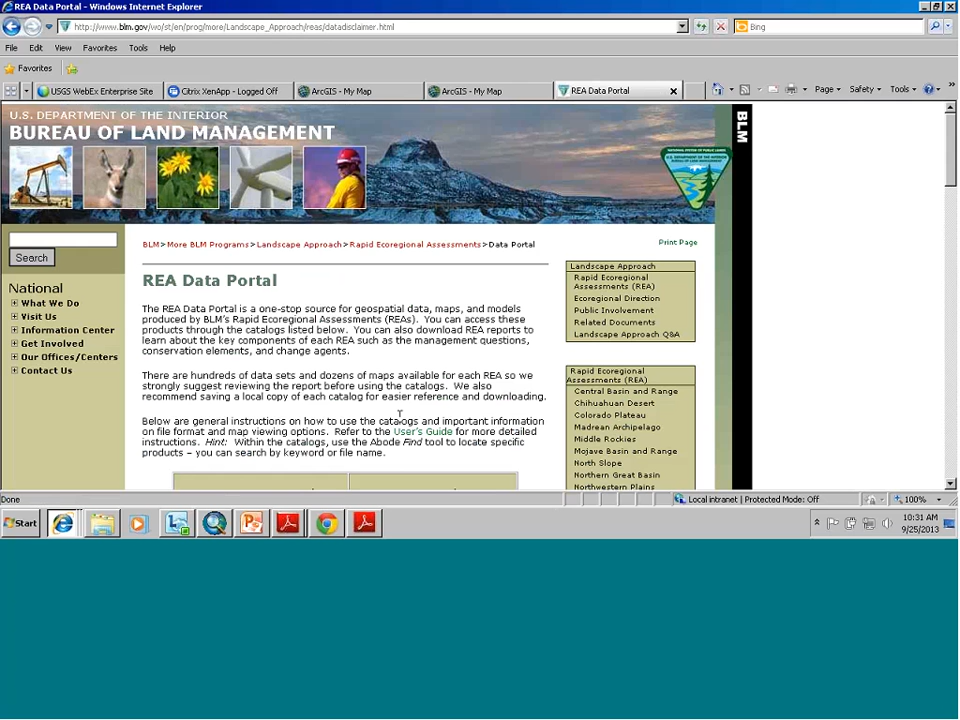 REA Data Portal - Windows Internet Explorer
http://www.blm.gov/wo/st/en/prog/more/Landscape_Approach/reas/datadisclaimer.html
Bing
File Edit View Favorites Tools Help
Favorites
USGS WebEx Enterprise Site
Citrix XenApp - Logged Off
ArcGIS - My Map
ArcGIS - My Map
REA Data Portal
Page
Safety
Tools
U.S. DEPARTMENT OF THE INTERIOR
BUREAU OF LAND MANAGEMENT
BLM
Search
National
What We Do
Visit Us
Information Center
Get Involved
Our Offices/Centers
Contact Us
BLM>More BLM Programs>Landscape Approach>Rapid Ecoregional Assessments>Data Portal
Print Page
REA Data Portal
The REA Data Portal is a one-stop source for geospatial data, maps, and models
produced by BLM's Rapid Ecoregional Assessments (REAs). You can access these
products through the catalogs listed below. You can also download REA reports to
learn about the key components of each REA such as the management questions,
conservation elements, and change agents.
There are hundreds of data sets and dozens of maps available for each REA so we
strongly suggest reviewing the report before using the catalogs. We also
recommend saving a local copy of each catalog for easier reference and downloading.
Below are general instructions on how to use the catalogs and important information
on file format and map viewing options. Refer to the User's Guide for more detailed
instructions. Hint: Within the catalogs, use the Abode Find tool to locate specific
products – you can search by keyword or file name.
Landscape Approach
Rapid Ecoregional
Assessments (REA)
Ecoregional Direction
Public Involvement
Related Documents
Landscape Approach Q&A
Rapid Ecoregional
Assessments (REA)
Central Basin and Range
Chihuahuan Desert
Colorado Plateau
Madrean Archipelago
Middle Rockies
Mojave Basin and Range
North Slope
Northern Great Basin
Northwestern Plains
Done
Local intranet | Protected Mode: Off
100%
Start
10:31 AM
9/25/2013